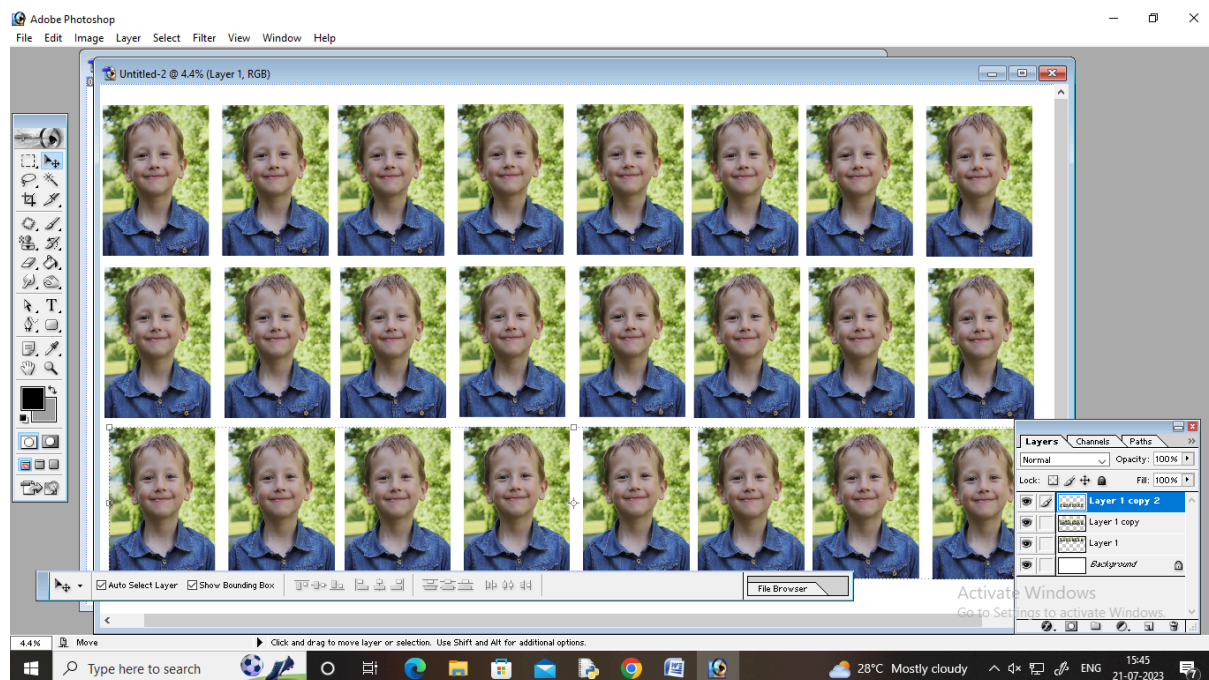 Adobe Photoshop
File Edit Image Layer Select Filter View Window Help
Untitled-2 @ 4.4% (Layer 1, RGB)
Layers Channels Paths
Normal Opacity: 100%
Lock: Fill: 100%
Layer 1 copy 2
Layer 1 copy
Layer 1
Background
Auto Select Layer Show Bounding Box File Browser
Activate Windows
Go to Settings to activate Windows.
4.4% Move Click and drag to move layer or selection. Use Shift and Alt for additional options.
Type here to search 28°C Mostly cloudy ENG 15:45
21-07-2023 7